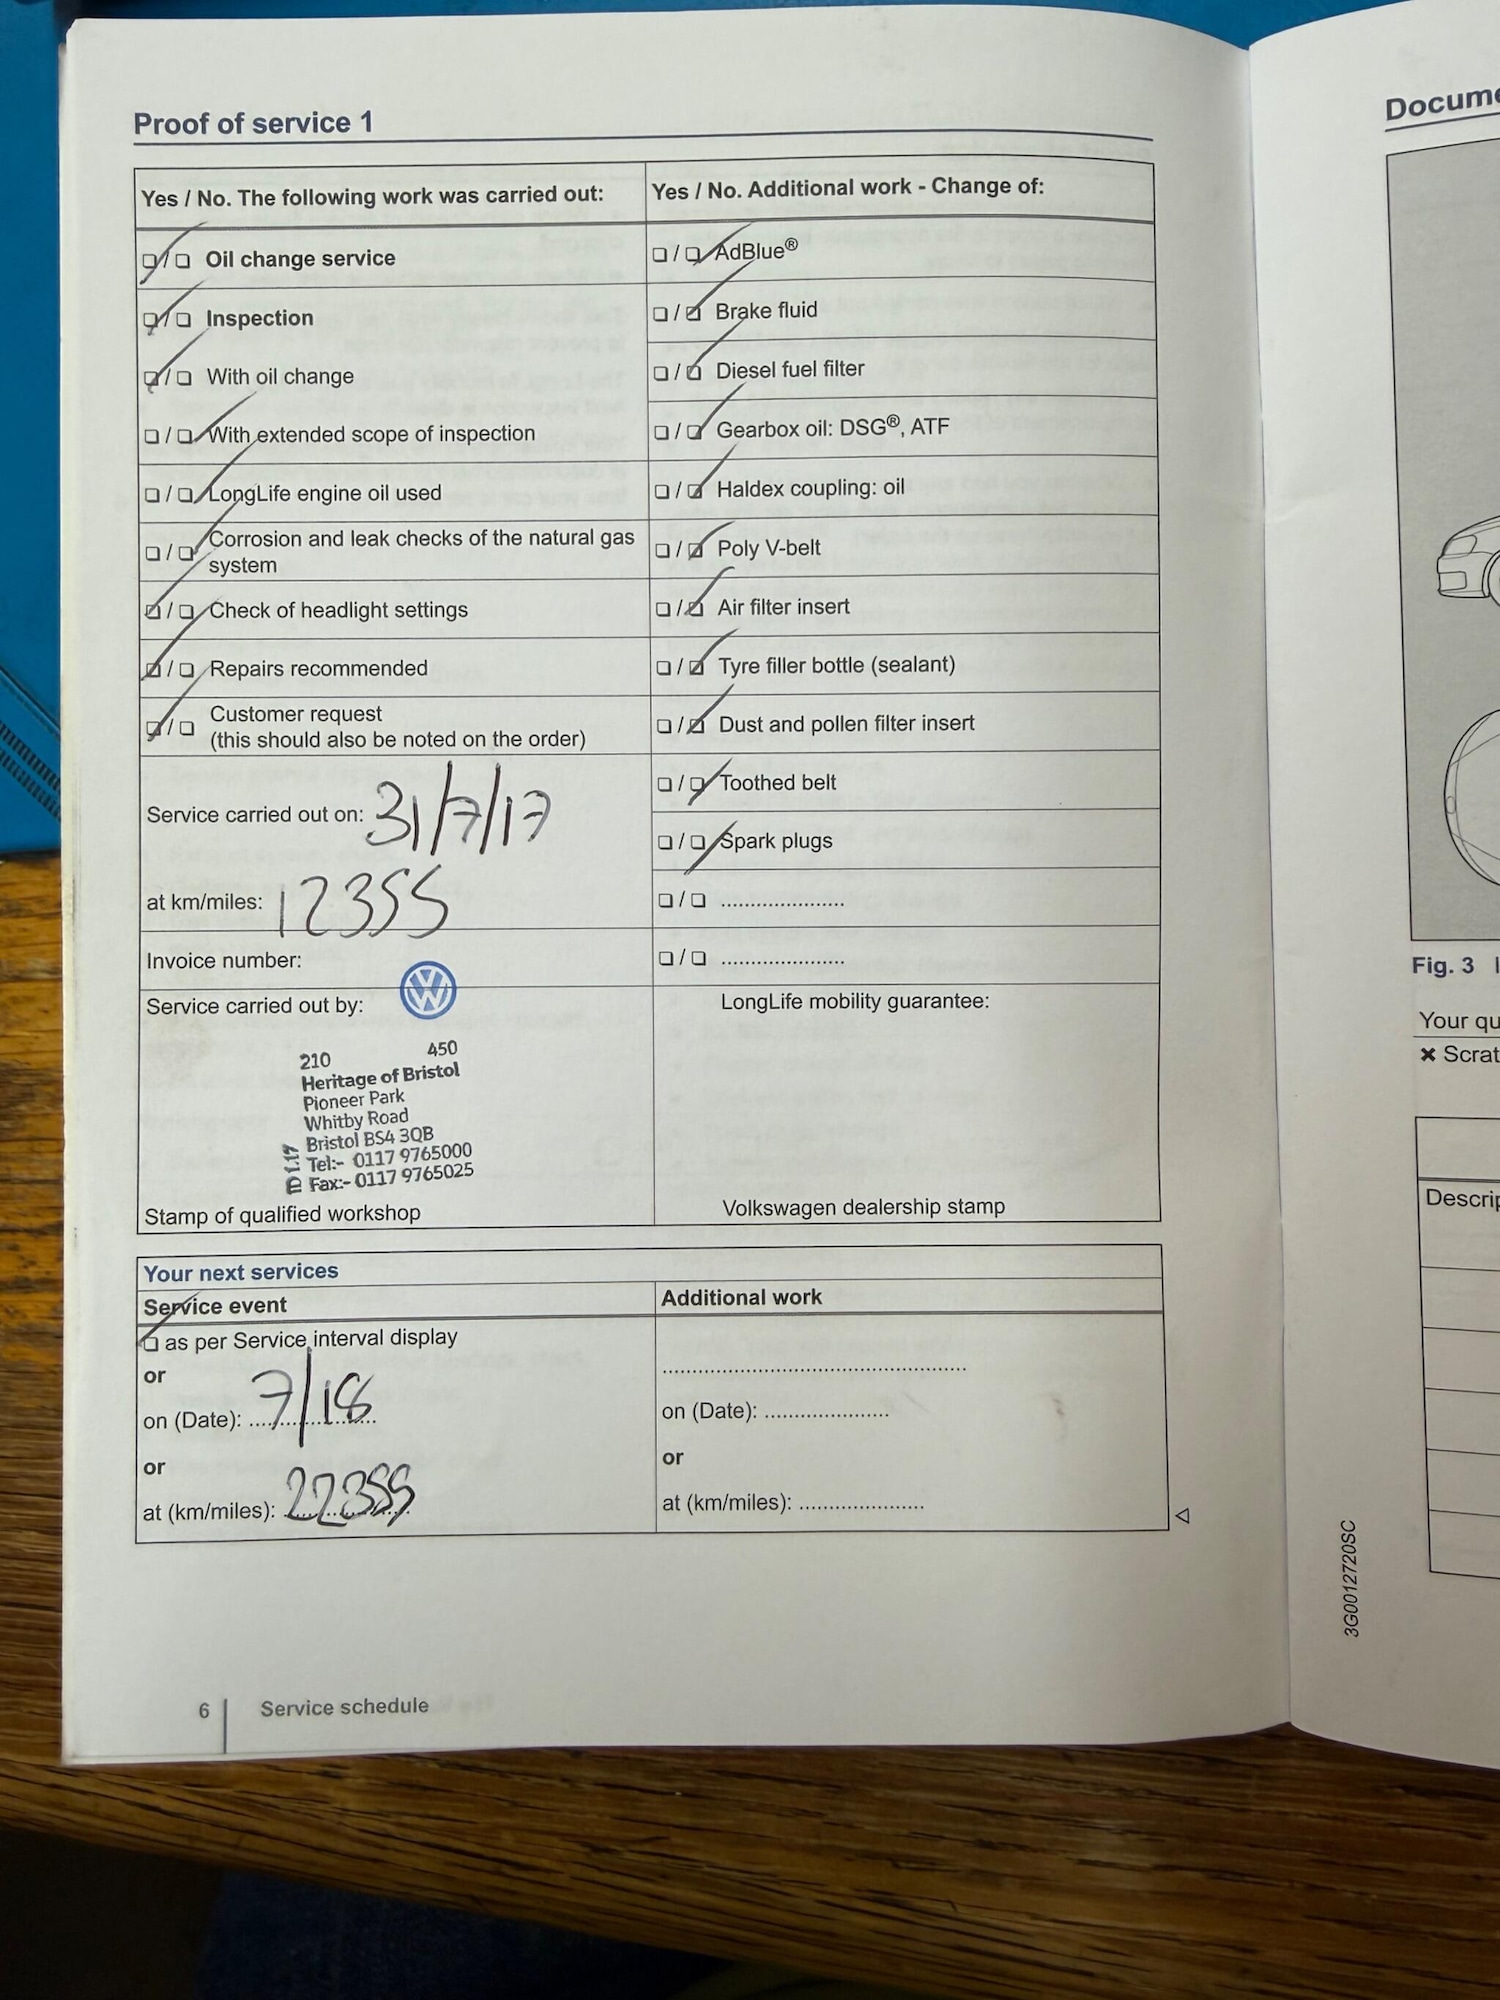 Proof of service 1
Yes / No. The following work was carried out:
Oil change service
Inspection
With oil change
With extended scope of inspection
LongLife engine oil used
Corrosion and leak checks of the natural gas
system
Check of headlight settings
Repairs recommended
Customer request
(this should also be noted on the order)
Service carried out on: 31/7/17
at km/miles: 12355
Invoice number:
Service carried out by:
210 450
Heritage of Bristol
Pioneer Park
Whitby Road
Bristol BS4 3QB
Tel:- 0117 9765000
Fax:- 0117 9765025
Stamp of qualified workshop
Yes / No. Additional work - Change of:
AdBlue®
Brake fluid
Diesel fuel filter
Gearbox oil: DSG®, ATF
Haldex coupling: oil
Poly V-belt
Air filter insert
Tyre filler bottle (sealant)
Dust and pollen filter insert
Toothed belt
Spark plugs
LongLife mobility guarantee:
Volkswagen dealership stamp
Your next services
Service event
as per Service interval display
or
on (Date): 7/18
or
at (km/miles): 22355
Additional work
on (Date):
or
at (km/miles):
6 Service schedule
Fig. 3
Your
3G0012720SC